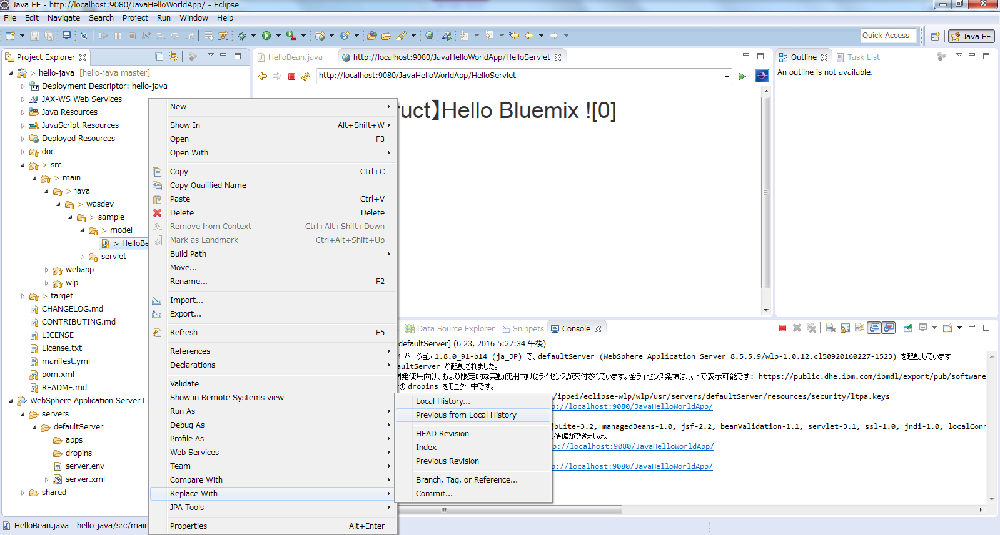 Java EE - http://localhost:9080/JavaHelloWorldApp/ - Eclipse
File Edit Navigate Search Project Run Window Help
Quick Access
Java EE
Project Explorer
> hello-java [hello-java master]
Deployment Descriptor: hello-java
JAX-WS Web Services
Java Resources
JavaScript Resources
Deployed Resources
doc
> src
> main
> java
> wasdev
> sample
> model
> HelloBe
servlet
webapp
wlp
> target
CHANGELOG.md
CONTRIBUTING.md
LICENSE
License.txt
manifest.yml
pom.xml
README.md
WebSphere Application Server Li
servers
defaultServer
apps
dropins
server.env
server.xml
shared
HelloBean.java - hello-java/src/main
New
Show In Alt+Shift+W
Open F3
Open With
Copy Ctrl+C
Copy Qualified Name
Paste Ctrl+V
Delete Delete
Remove from Context Ctrl+Alt+Shift+Down
Mark as Landmark Ctrl+Alt+Shift+Up
Build Path
Move...
Rename... F2
Import...
Export...
Refresh F5
References
Declarations
Validate
Show in Remote Systems view
Run As
Debug As
Profile As
Web Services
Team
Compare With
Replace With
JPA Tools
Properties Alt+Enter
Local History...
Previous from Local History
HEAD Revision
Index
Previous Revision
Branch, Tag, or Reference...
Commit...
HelloBean.java
http://localhost:9080/JavaHelloWorldApp/HelloServlet
http://localhost:9080/JavaHelloWorldApp/HelloServlet
ruct】Hello Bluemix ![0]
Outline
Task List
An outline is not available.
Data Source Explorer
Snippets
Console
defaultServer] (6 23, 2016 5:27:34 午後)
M バージョン 1.8.0_91-b14 (ja_JP) で、defaultServer (WebSphere Application Server 8.5.5.9/wlp-1.0.12.cl50920160227-1523) を起動しています
aultServer が起動されました。
開発使用向け、および限定的な実動使用向けにライセンスが交付されています。全ライセンス条項は以下で表示可能です: https://public.dhe.ibm.com/ibmdl/export/pub/software
の dropins をモニター中です。
/ippei/eclipse-wlp/wlp/usr/servers/defaultServer/resources/security/ltpa.keys
p://localhost:9080/JavaHelloWorldApp/
jbLite-3.2, managedBeans-1.0, jsf-2.2, beanValidation-1.1, servlet-3.1, ssl-1.0, jndi-1.0, localConn
準備ができました。
p://localhost:9080/JavaHelloWorldApp/
p://localhost:9080/JavaHelloWorldApp/